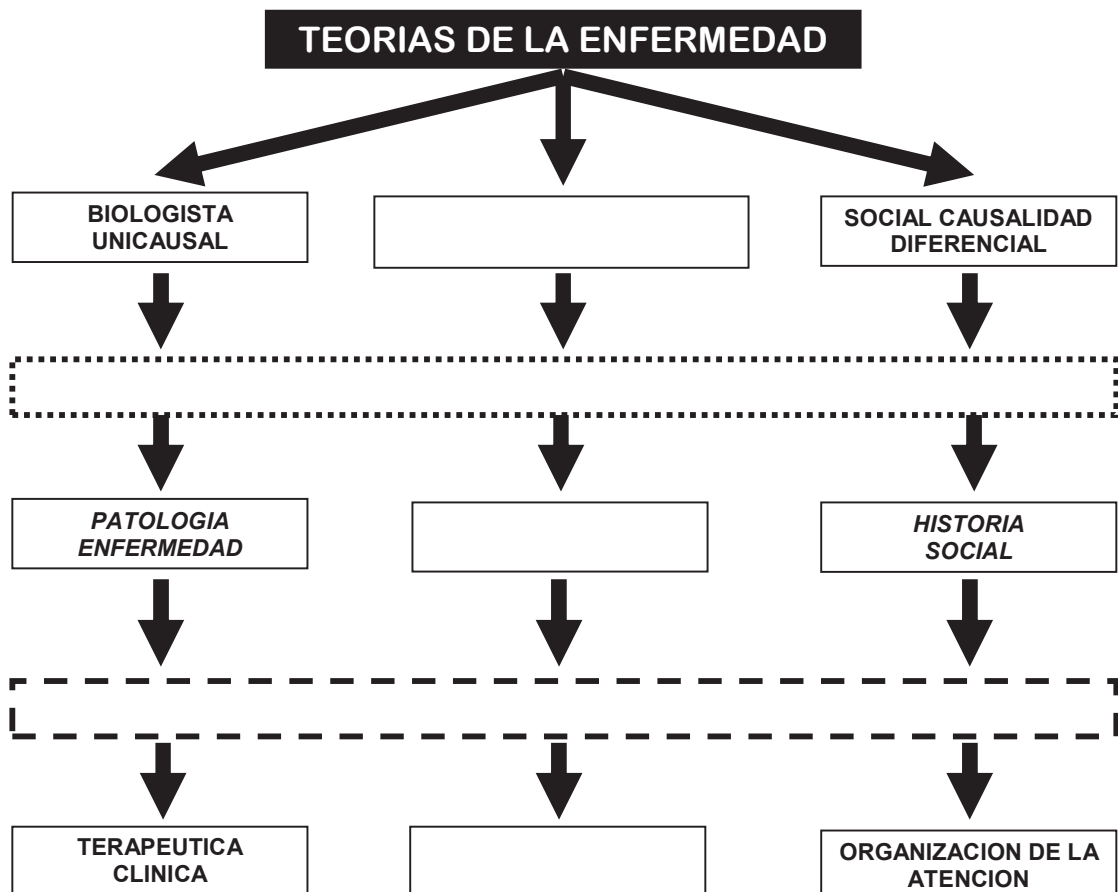 TEORIAS DE LA ENFERMEDAD
BIOLOGISTA
UNICAUSAL
SOCIAL CAUSALIDAD
DIFERENCIAL
PATOLOGIA
ENFERMEDAD
HISTORIA
SOCIAL
TERAPEUTICA
CLINICA
ORGANIZACION DE LA
ATENCION